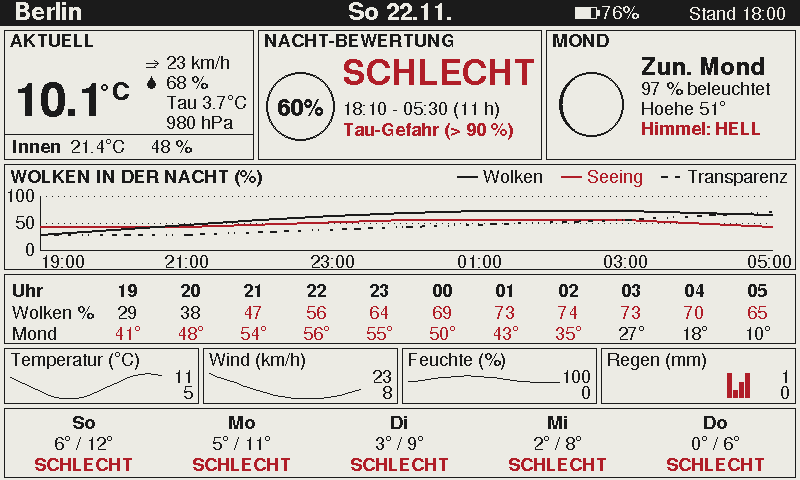 Berlin So 22.11. 76% Stand 18:00
AKTUELL
10.1°C
⇒ 23 km/h
68 %
Tau 3.7°C
980 hPa
Innen 21.4°C 48 %
NACHT-BEWERTUNG
60%
SCHLECHT
18:10 - 05:30 (11 h)
Tau-Gefahr (> 90 %)
MOND
Zun. Mond
97 % beleuchtet
Hoehe 51°
Himmel: HELL
WOLKEN IN DER NACHT (%) Wolken Seeing Transparenz
100
50
0
19:00 21:00 23:00 01:00 03:00 05:00
Uhr 19 20 21 22 23 00 01 02 03 04 05
Wolken % 29 38 47 56 64 69 73 74 73 70 65
Mond 41° 48° 54° 56° 55° 50° 43° 35° 27° 18° 10°
Temperatur (°C) 11 5
Wind (km/h) 23 8
Feuchte (%) 100 0
Regen (mm) 1 0
So Mo Di Mi Do
6° / 12° 5° / 11° 3° / 9° 2° / 8° 0° / 6°
SCHLECHT SCHLECHT SCHLECHT SCHLECHT SCHLECHT